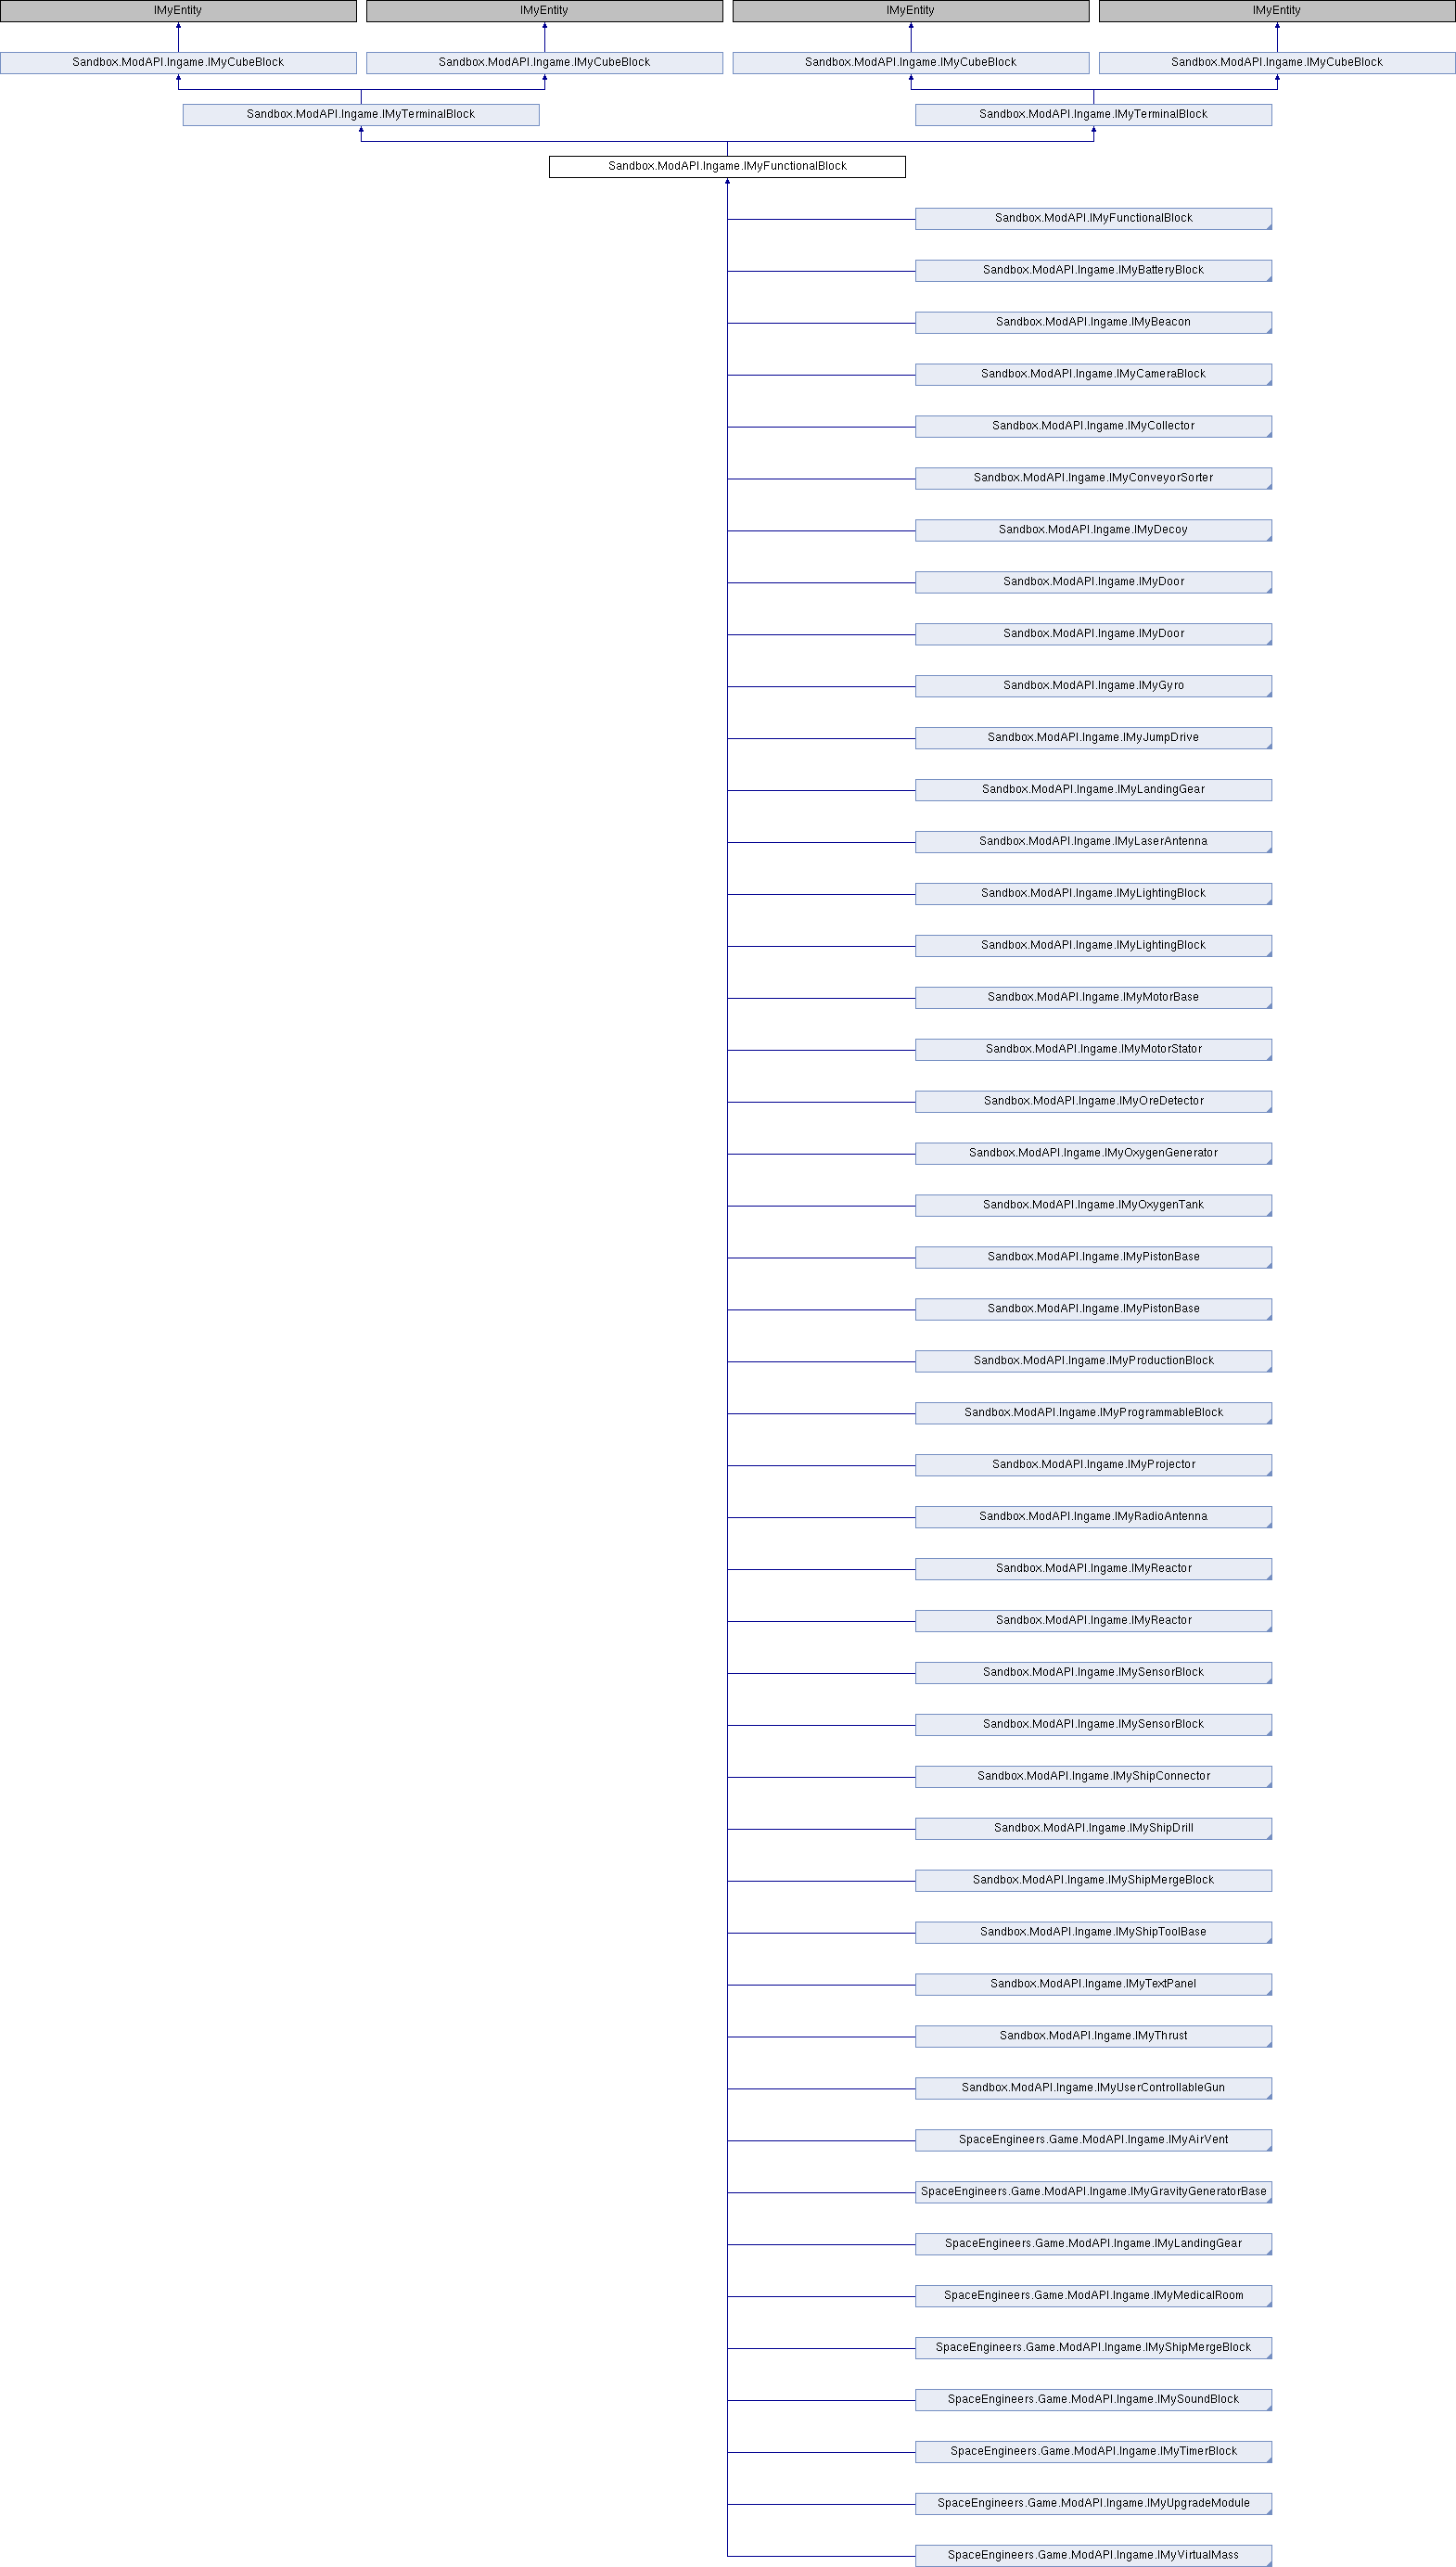 IMyEntity IMyEntity IMyEntity IMyEntity
Sandbox.ModAPI.Ingame.IMyCubeBlock Sandbox.ModAPI.Ingame.IMyCubeBlock Sandbox.ModAPI.Ingame.IMyCubeBlock Sandbox.ModAPI.Ingame.IMyCubeBlock
Sandbox.ModAPI.Ingame.IMyTerminalBlock Sandbox.ModAPI.Ingame.IMyTerminalBlock
Sandbox.ModAPI.Ingame.IMyFunctionalBlock
Sandbox.ModAPI.IMyFunctionalBlock
Sandbox.ModAPI.Ingame.IMyBatteryBlock
Sandbox.ModAPI.Ingame.IMyBeacon
Sandbox.ModAPI.Ingame.IMyCameraBlock
Sandbox.ModAPI.Ingame.IMyCollector
Sandbox.ModAPI.Ingame.IMyConveyorSorter
Sandbox.ModAPI.Ingame.IMyDecoy
Sandbox.ModAPI.Ingame.IMyDoor
Sandbox.ModAPI.Ingame.IMyDoor
Sandbox.ModAPI.Ingame.IMyGyro
Sandbox.ModAPI.Ingame.IMyJumpDrive
Sandbox.ModAPI.Ingame.IMyLandingGear
Sandbox.ModAPI.Ingame.IMyLaserAntenna
Sandbox.ModAPI.Ingame.IMyLightingBlock
Sandbox.ModAPI.Ingame.IMyLightingBlock
Sandbox.ModAPI.Ingame.IMyMotorBase
Sandbox.ModAPI.Ingame.IMyMotorStator
Sandbox.ModAPI.Ingame.IMyOreDetector
Sandbox.ModAPI.Ingame.IMyOxygenGenerator
Sandbox.ModAPI.Ingame.IMyOxygenTank
Sandbox.ModAPI.Ingame.IMyPistonBase
Sandbox.ModAPI.Ingame.IMyPistonBase
Sandbox.ModAPI.Ingame.IMyProductionBlock
Sandbox.ModAPI.Ingame.IMyProgrammableBlock
Sandbox.ModAPI.Ingame.IMyProjector
Sandbox.ModAPI.Ingame.IMyRadioAntenna
Sandbox.ModAPI.Ingame.IMyReactor
Sandbox.ModAPI.Ingame.IMyReactor
Sandbox.ModAPI.Ingame.IMySensorBlock
Sandbox.ModAPI.Ingame.IMySensorBlock
Sandbox.ModAPI.Ingame.IMyShipConnector
Sandbox.ModAPI.Ingame.IMyShipDrill
Sandbox.ModAPI.Ingame.IMyShipMergeBlock
Sandbox.ModAPI.Ingame.IMyShipToolBase
Sandbox.ModAPI.Ingame.IMyTextPanel
Sandbox.ModAPI.Ingame.IMyThrust
Sandbox.ModAPI.Ingame.IMyUserControllableGun
SpaceEngineers.Game.ModAPI.Ingame.IMyAirVent
SpaceEngineers.Game.ModAPI.Ingame.IMyGravityGeneratorBase
SpaceEngineers.Game.ModAPI.Ingame.IMyLandingGear
SpaceEngineers.Game.ModAPI.Ingame.IMyMedicalRoom
SpaceEngineers.Game.ModAPI.Ingame.IMyShipMergeBlock
SpaceEngineers.Game.ModAPI.Ingame.IMySoundBlock
SpaceEngineers.Game.ModAPI.Ingame.IMyTimerBlock
SpaceEngineers.Game.ModAPI.Ingame.IMyUpgradeModule
SpaceEngineers.Game.ModAPI.Ingame.IMyVirtualMass